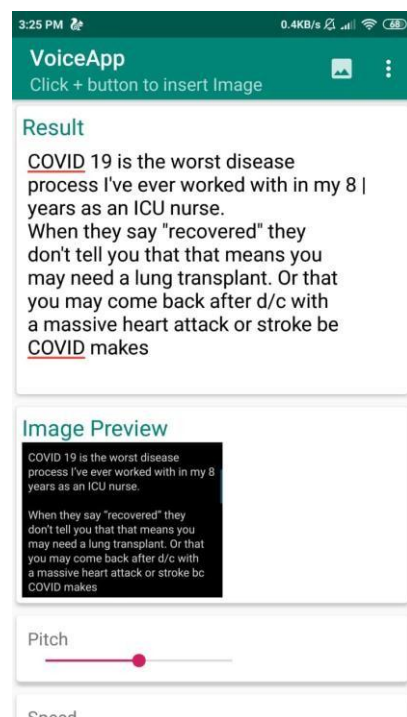 3:25 PM 0.4KB/s 68
VoiceApp
Click + button to insert Image
Result
COVID 19 is the worst disease
process I've ever worked with in my 8 |
years as an ICU nurse.
When they say "recovered" they
don't tell you that that means you
may need a lung transplant. Or that
you may come back after d/c with
a massive heart attack or stroke be
COVID makes
Image Preview
COVID 19 is the worst disease
process I've ever worked with in my 8
years as an ICU nurse.
When they say "recovered" they
don't tell you that that means you
may need a lung transplant. Or that
you may come back after d/c with
a massive heart attack or stroke bc
COVID makes
Pitch
Speed